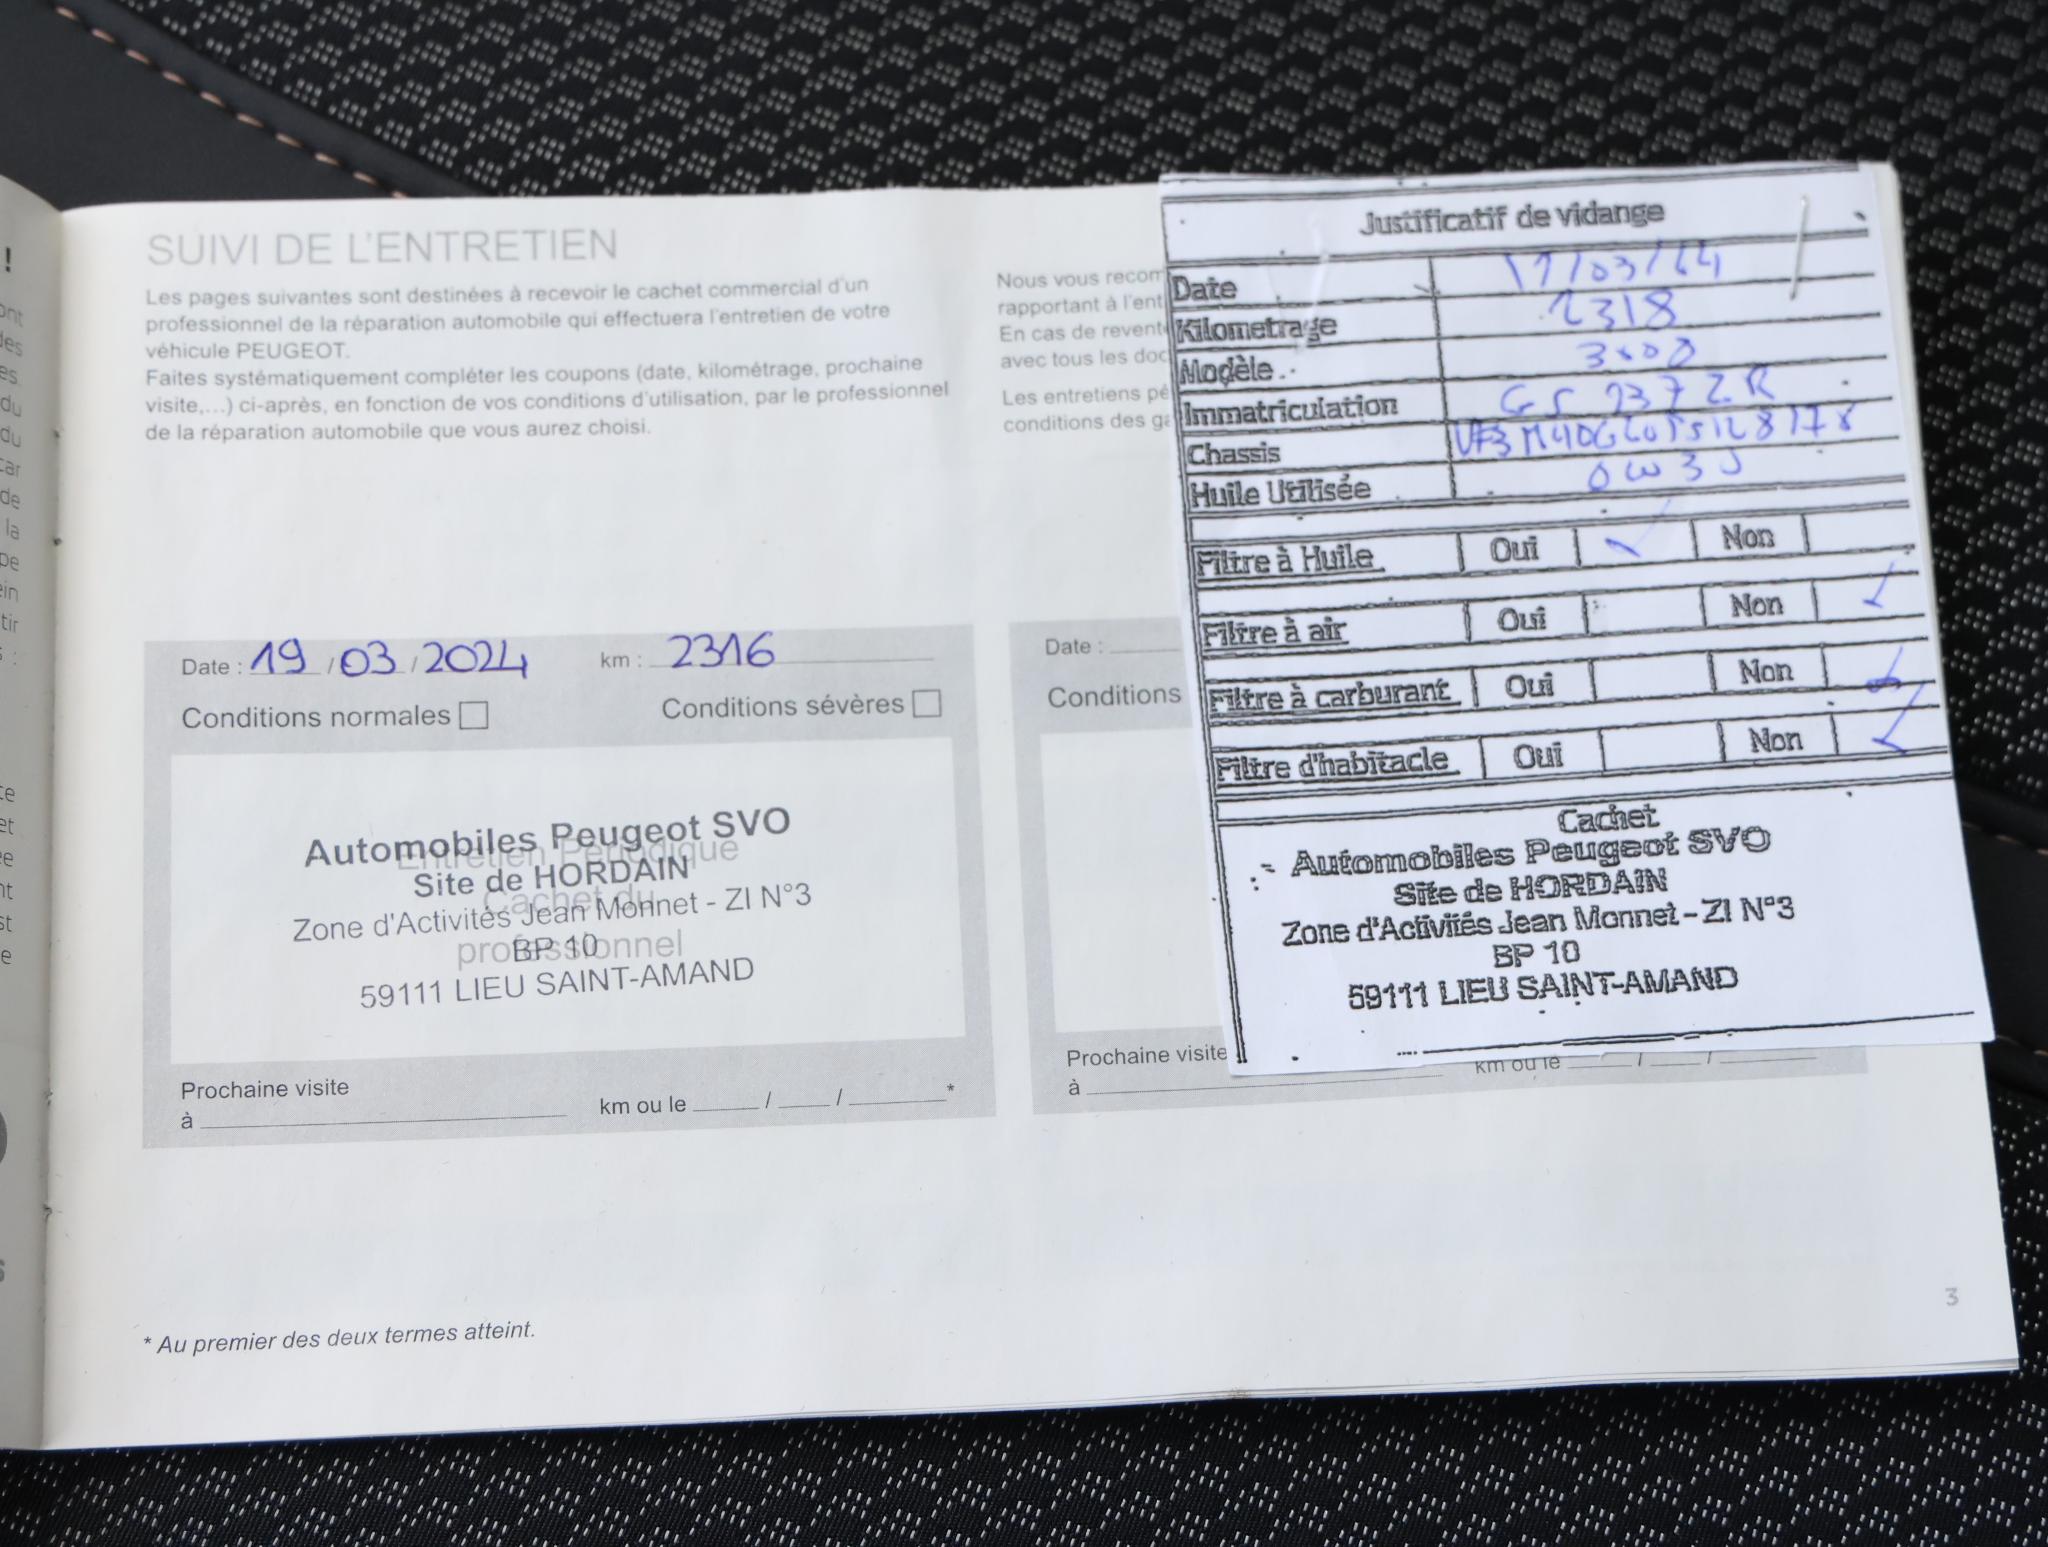 !
SUIVI DE L'ENTRETIEN
Les pages suivantes sont destinées à recevoir le cachet commercial d'un
professionnel de la réparation automobile qui effectuera l'entretien de votre
véhicule PEUGEOT.
Faites systématiquement compléter les coupons (date, kilométrage, prochaine
visite,...) ci-après, en fonction de vos conditions d'utilisation, par le professionnel
de la réparation automobile que vous aurez choisi.
Date : 19 / 03 / 2024 km : 2316
Conditions normales
Conditions sévères
Entretien Périodique
Cachet du
professionnel
Automobiles Peugeot SVO
Site de HORDAIN
Zone d'Activités Jean Monnet - ZI N°3
BP 10
59111 LIEU SAINT-AMAND
Prochaine visite
à km ou le / / *
* Au premier des deux termes atteint.
Nous vous recom
rapportant à l'ent
En cas de revent
avec tous les doc
Les entretiens pé
conditions des ga
Date :
Conditions
Prochaine visite
à km ou le / /
Justificatif de vidange
Date
Kilometrage 2318
Modèle
Immatriculation GS 237 ZR
Chassis
Huile Utilisée
Filtre à Huile Oui Non
Filtre à air Oui Non
Filtre à carburant Oui Non
Filtre d'habitacle Oui Non
Cachet
Automobiles Peugeot SVO
Site de HORDAIN
Zone d'Activités Jean Monnet - ZI N°3
BP 10
59111 LIEU SAINT-AMAND
3